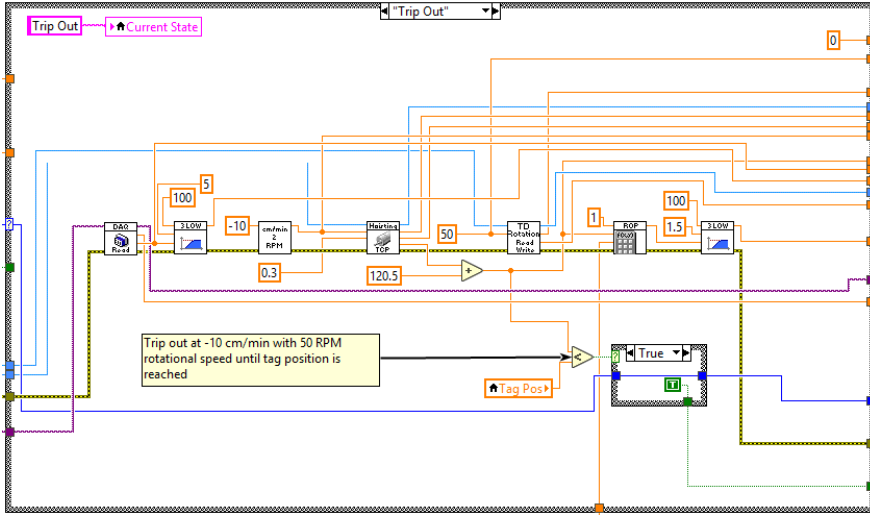 "Trip Out"
Trip Out
Current State
0
5
100
-10
0.3
DAQ
Read
3 LOW
cm/min
2
RPM
Hoisting
TCP
50
120.5
+
TD
Rotation
Read
Write
1
ROP
100
1.5
3 LOW
Trip out at -10 cm/min with 50 RPM
rotational speed until tag position is
reached
<
?
True
T
Tag Pos
?